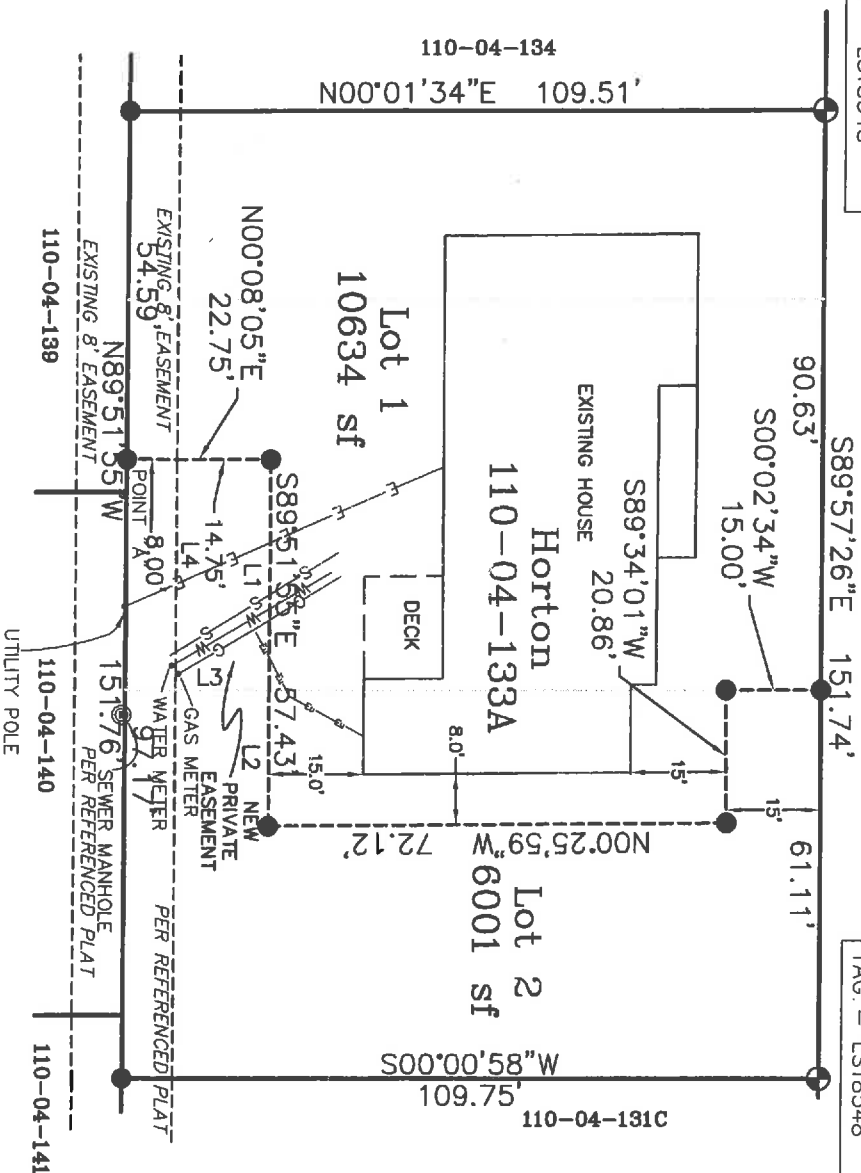 110-04-134
N00°01'34"E 109.51'
TAG. - LS18548
S89°57'26"E 151.74'
90.63'
61.11'
S00°02'34"W
15.00'
S89°34'01"W
20.86'
EXISTING HOUSE
Lot 1
10634 sf
Horton
110-04-133A
DECK
15'
15'
8.0'
15.0'
N00°25'59"W 72.12'
Lot 2
6001 sf
S00°00'58"W
109.75'
110-04-131C
N00°08'05"E
22.75'
14.75'
8.00
S89°51'55"E 57.43'
L1
L2
L3
L4
E
E
E
E
E
S W G
S W G
E
E
E
E
NEW
PRIVATE
EASEMENT
GAS METER
WATER METER
POINT A
EXISTING 8' EASEMENT
54.59'
PER REFERENCED PLAT
N89°51'55"W 151.76'
97.17'
SEWER MANHOLE
EXISTING 8' EASEMENT
PER REFERENCED PLAT
110-04-139
110-04-140
110-04-141
UTILITY POLE